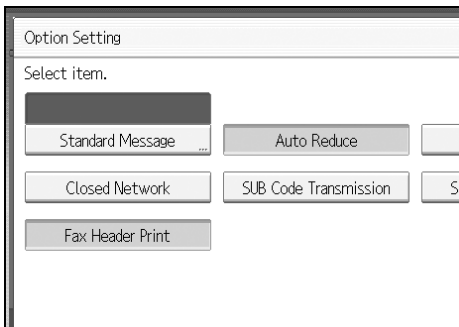 Option Setting
Select item.
Standard Message ...
Auto Reduce
Closed Network
SUB Code Transmission
S
Fax Header Print